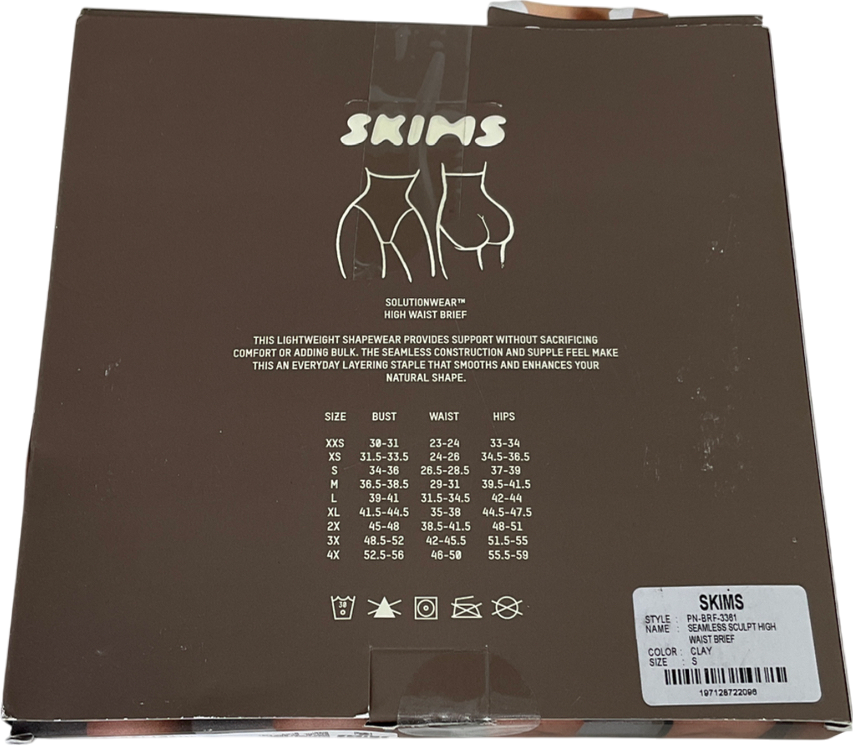 SKIMS
SOLUTIONWEAR™
HIGH WAIST BRIEF
THIS LIGHTWEIGHT SHAPEWEAR PROVIDES SUPPORT WITHOUT SACRIFICING
COMFORT OR ADDING BULK. THE SEAMLESS CONSTRUCTION AND SUPPLE FEEL MAKE
THIS AN EVERYDAY LAYERING STAPLE THAT SMOOTHS AND ENHANCES YOUR
NATURAL SHAPE.
SIZE BUST WAIST HIPS
XXS 30-31 23-24 33-34
XS 31.5-33.5 24-26 34.5-36.5
S 34-36 26.5-28.5 37-39
M 36.5-38.5 29-31 39.5-41.5
L 39-41 31.5-34.5 42-44
XL 41.5-44.5 35-38 44.5-47.5
2X 45-48 38.5-41.5 48-51
3X 48.5-52 42-45.5 51.5-55
4X 52.5-56 46-50 55.5-59
30
SKIMS
STYLE : PN-BRF-3361
NAME : SEAMLESS SCULPT HIGH
WAIST BRIEF
COLOR : CLAY
SIZE : S
197128722096